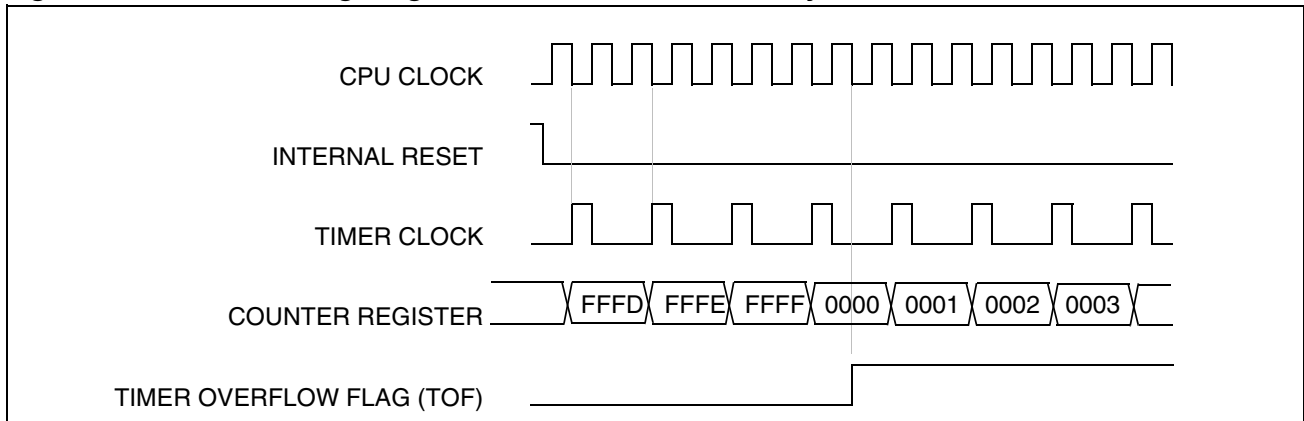 CPU CLOCK
INTERNAL RESET
TIMER CLOCK
COUNTER REGISTER
FFFD FFFE FFFF 0000 0001 0002 0003
TIMER OVERFLOW FLAG (TOF)